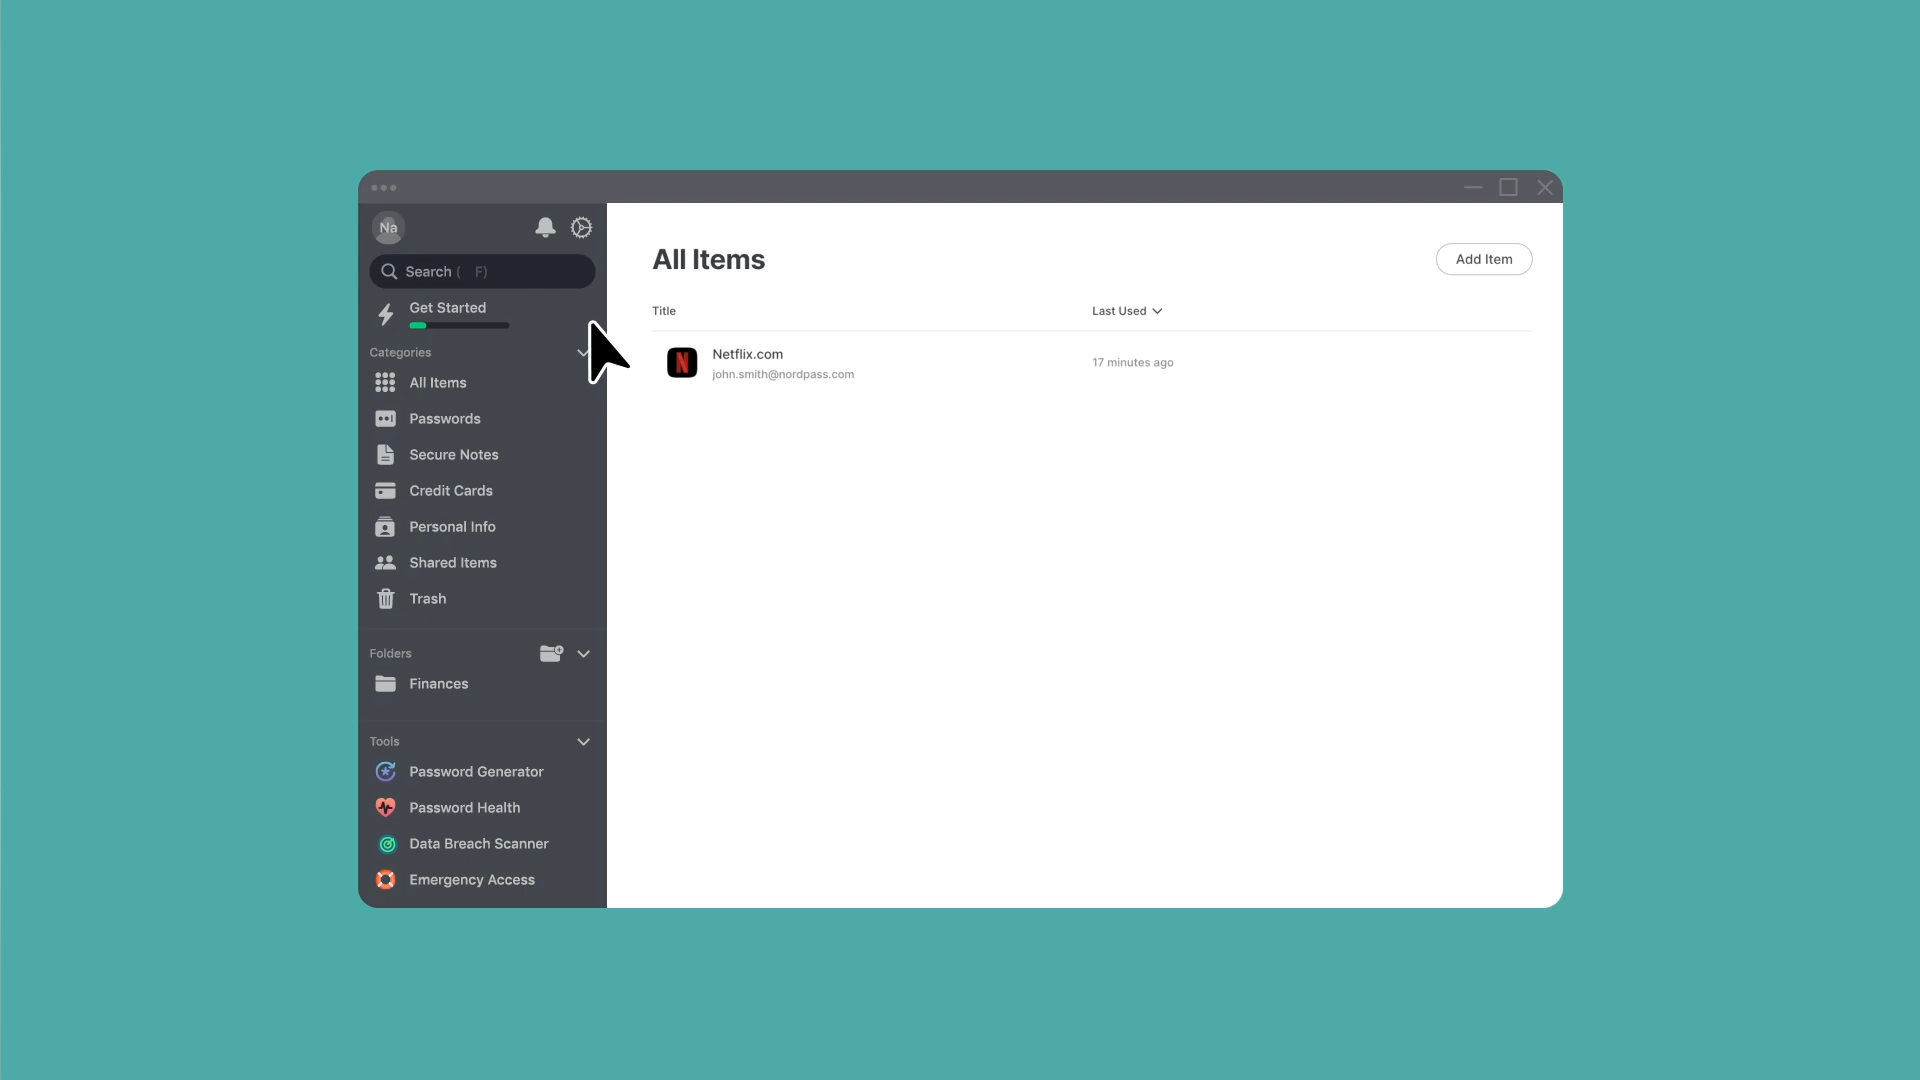 Na
Search ( F)
Get Started
Categories
All Items
Passwords
Secure Notes
Credit Cards
Personal Info
Shared Items
Trash
Folders
Finances
Tools
Password Generator
Password Health
Data Breach Scanner
Emergency Access
All Items
Add Item
Title Last Used
Netflix.com
john.smith@nordpass.com
17 minutes ago